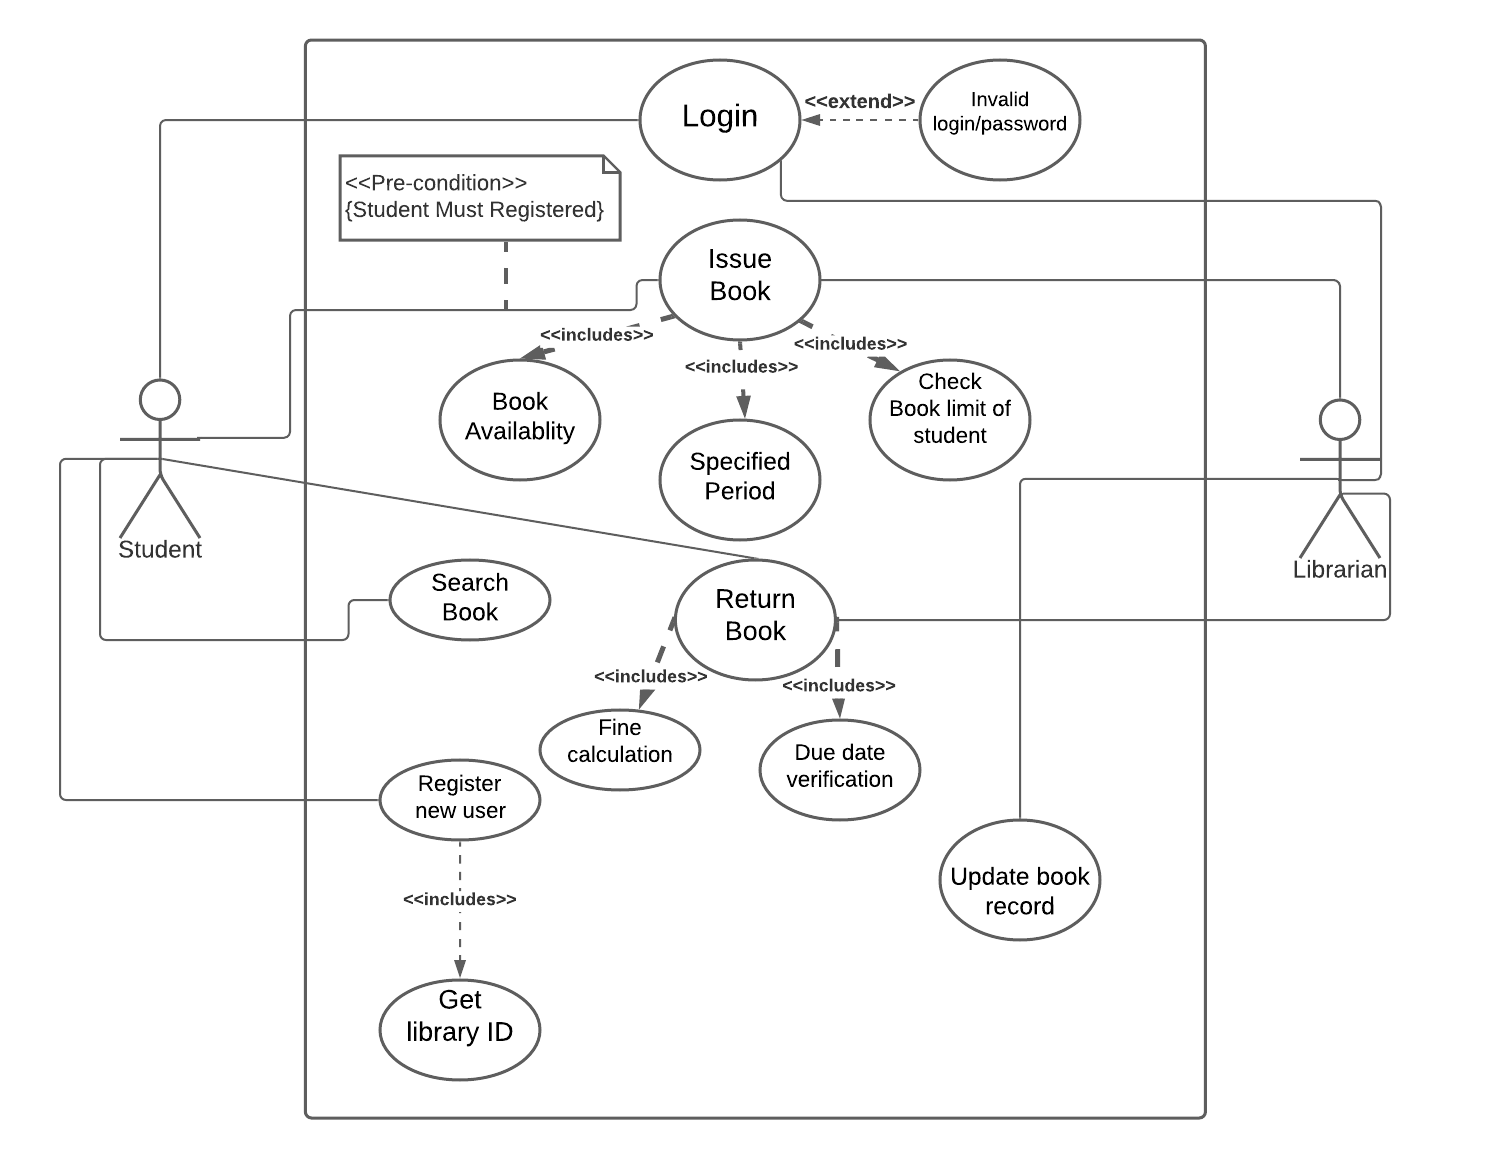 Login
<<extend>>
Invalid
login/password
<<Pre-condition>>
{Student Must Registered}
Issue
Book
<<includes>>
<<includes>>
<<includes>>
Book
Availablity
Specified
Period
Check
Book limit of
student
Student
Librarian
Search
Book
Return
Book
<<includes>>
<<includes>>
Fine
calculation
Due date
verification
Register
new user
<<includes>>
Update book
record
Get
library ID